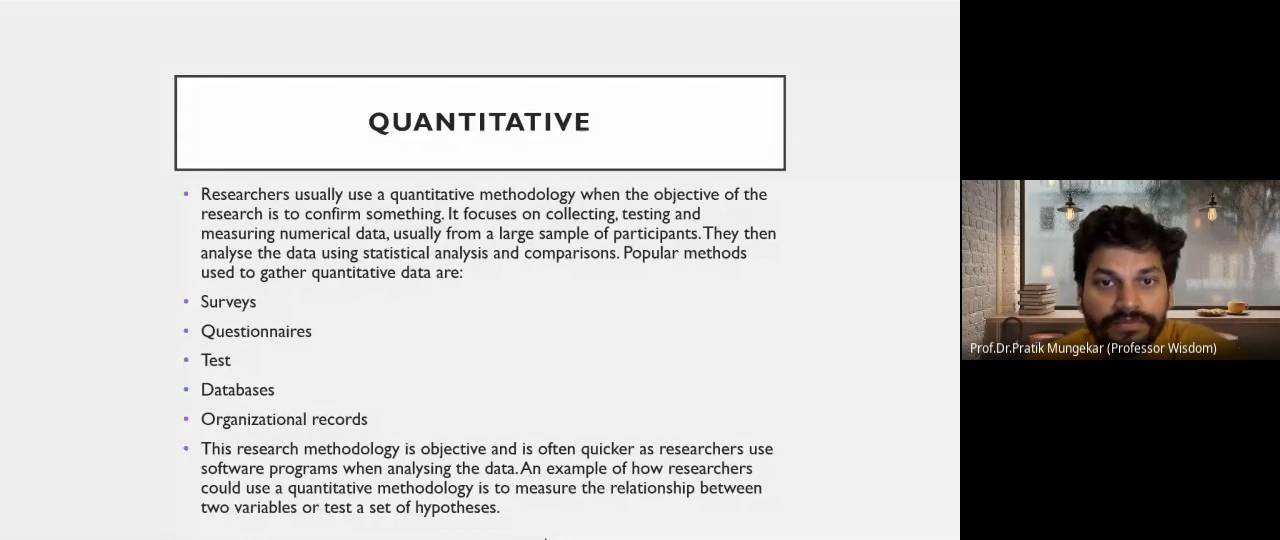 QUANTITATIVE
• Researchers usually use a quantitative methodology when the objective of the
research is to confirm something. It focuses on collecting, testing and
measuring numerical data, usually from a large sample of participants. They then
analyse the data using statistical analysis and comparisons. Popular methods
used to gather quantitative data are:
• Surveys
• Questionnaires
• Test
• Databases
• Organizational records
• This research methodology is objective and is often quicker as researchers use
software programs when analysing the data. An example of how researchers
could use a quantitative methodology is to measure the relationship between
two variables or test a set of hypotheses.
Prof.Dr.Pratik Mungekar (Professor Wisdom)